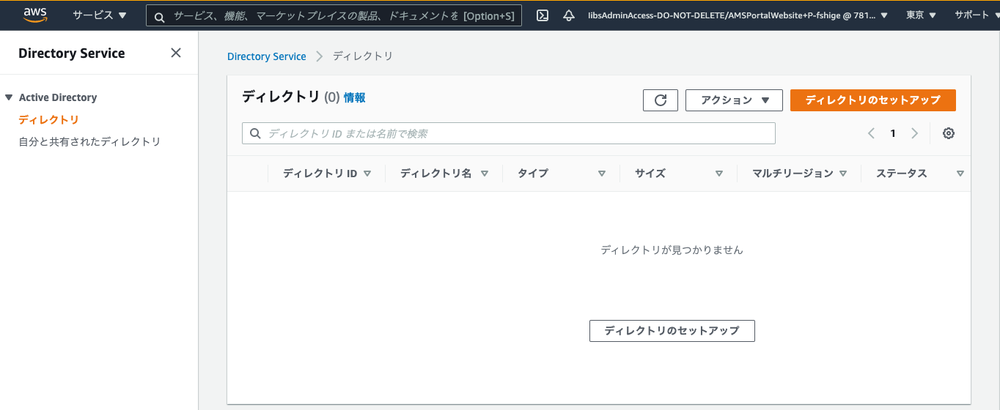 aws サービス サービス、機能、マーケットプレイスの製品、ドキュメントを [Option+S] IibsAdminAccess-DO-NOT-DELETE/AMSPortalWebsite+P-fshige @ 781... 東京 サポート
Directory Service
Active Directory
ディレクトリ
自分と共有されたディレクトリ
Directory Service ディレクトリ
ディレクトリ (0) 情報
アクション ディレクトリのセットアップ
ディレクトリ ID または名前で検索 1
ディレクトリ ID ディレクトリ名 タイプ サイズ マルチリージョン ステータス
ディレクトリが見つかりません
ディレクトリのセットアップ